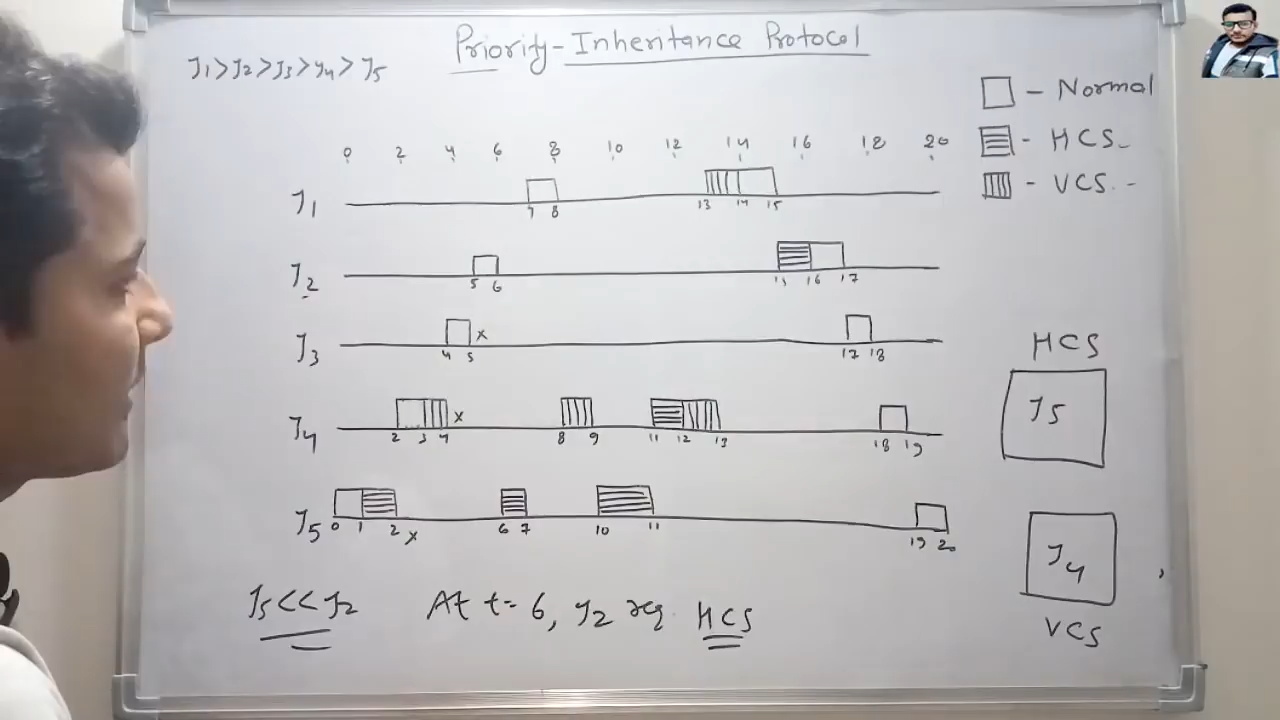 Priority-Inheritance Protocol
J1>J2>J3>J4>J5
- Normal
- HCS-
- VCS--
0 2 4 6 8 10 12 14 16 18 20
J1
7 8 13 14 15
J2
5 6 15 16 17
J3
4 5 x 17 18
J4
2 3 4 x 8 9 11 12 13 18 19
J5
0 1 2 x 6 7 10 11 19 20
HCS
J5
J4
VCS
J5<<J2 At t=6, J2 req. HCS